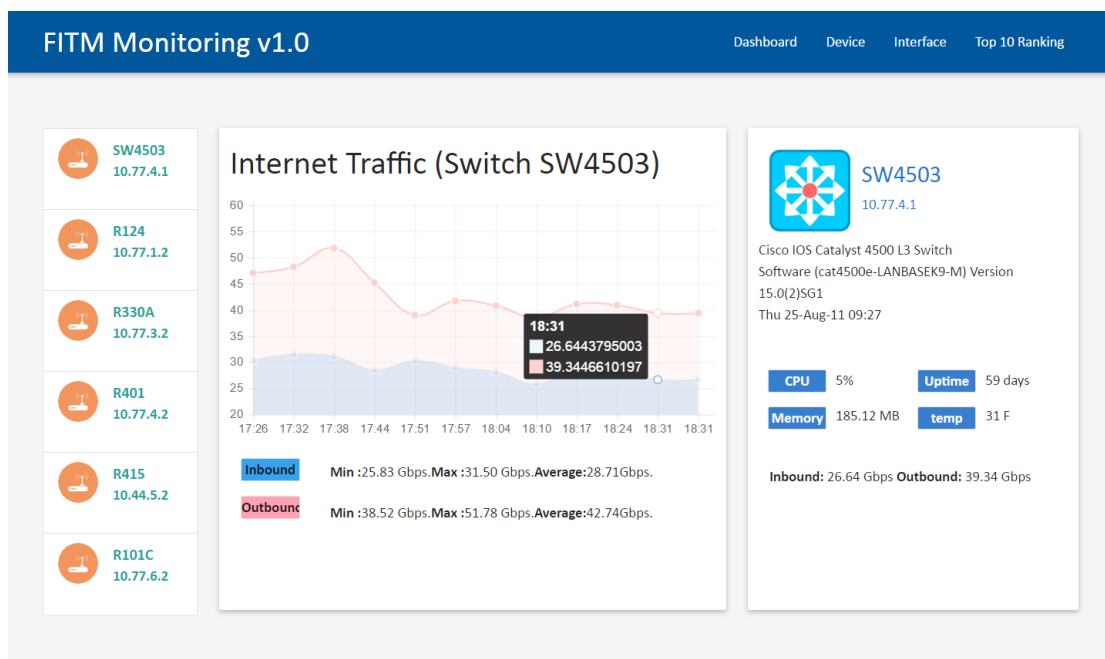 FITM Monitoring v1.0
Dashboard Device Interface Top 10 Ranking
SW4503
10.77.4.1
R124
10.77.1.2
R330A
10.77.3.2
R401
10.77.4.2
R415
10.44.5.2
R101C
10.77.6.2
Internet Traffic (Switch SW4503)
60
55
50
45
40
35
30
25
20
17:26 17:32 17:38 17:44 17:51 17:57 18:04 18:10 18:17 18:24 18:31 18:31
18:31
26.6443795003
39.3446610197
Inbound Min :25.83 Gbps.Max :31.50 Gbps.Average:28.71Gbps.
Outbound Min :38.52 Gbps.Max :51.78 Gbps.Average:42.74Gbps.
SW4503
10.77.4.1
Cisco IOS Catalyst 4500 L3 Switch
Software (cat4500e-LANBASEK9-M) Version
15.0(2)SG1
Thu 25-Aug-11 09:27
CPU 5% Uptime 59 days
Memory 185.12 MB temp 31 F
Inbound: 26.64 Gbps Outbound: 39.34 Gbps